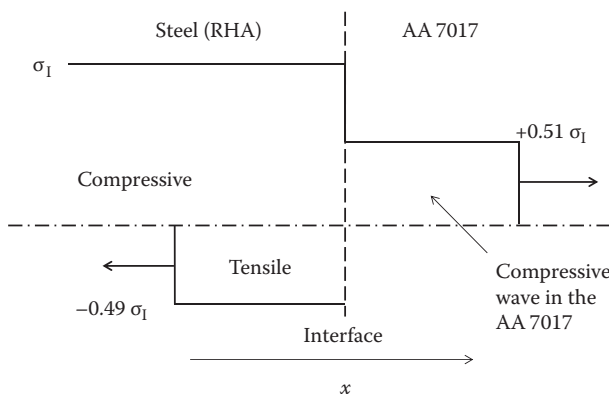 Steel (RHA)
AA 7017
σI
+0.51 σI
Compressive
Tensile
−0.49 σI
Compressive
wave in the
AA 7017
Interface
x